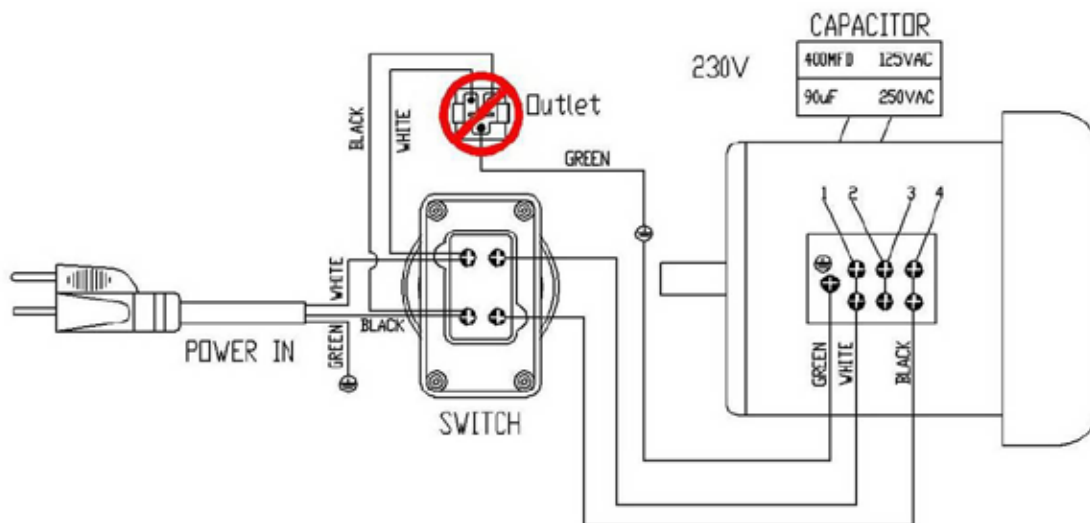 CAPACITOR
400MFD 125VAC
90uF 250VAC
230V
Outlet
BLACK
WHITE
GREEN
1 2 3 4
WHITE
BLACK
GREEN
POWER IN
SWITCH
GREEN
WHITE
BLACK